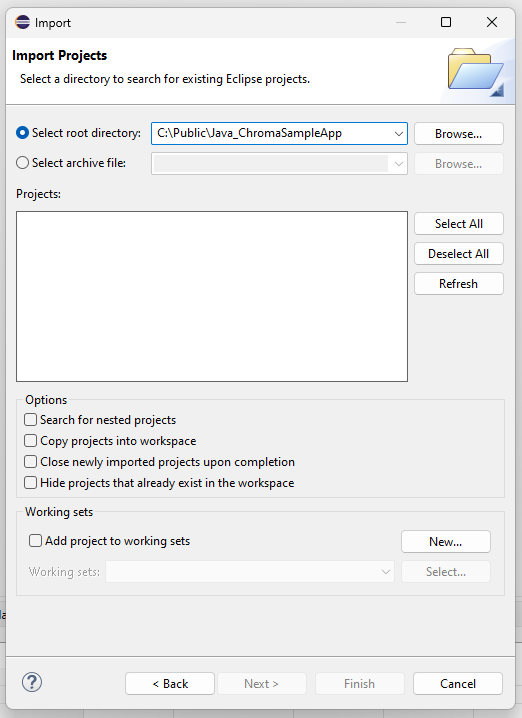 Import
Import Projects
Select a directory to search for existing Eclipse projects.
Select root directory: C:\Public\Java_ChromaSampleApp Browse...
Select archive file: Browse...
Projects:
Select All
Deselect All
Refresh
Options
Search for nested projects
Copy projects into workspace
Close newly imported projects upon completion
Hide projects that already exist in the workspace
Working sets
Add project to working sets New...
Working sets: Select...
? < Back Next > Finish Cancel